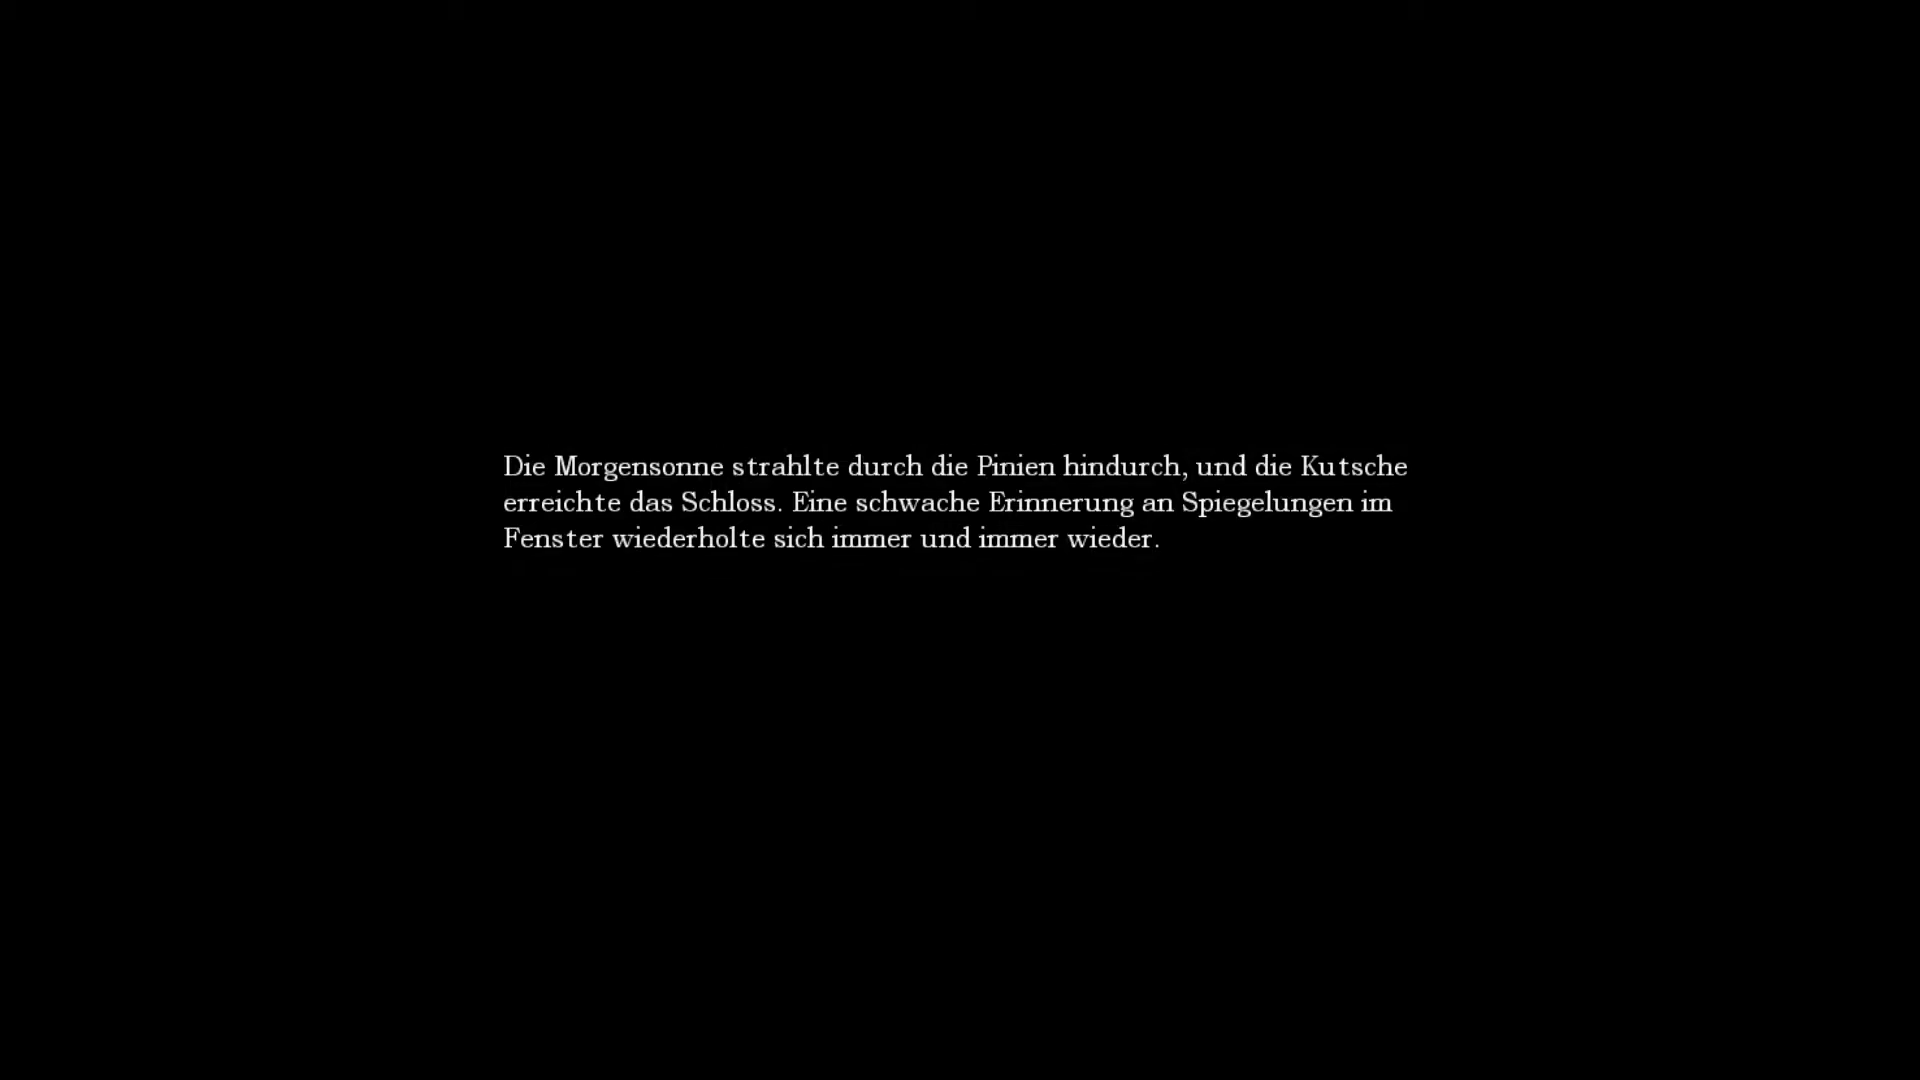 Die Morgensonne strahlte durch die Pinien hindurch, und die Kutsche
erreichte das Schloss. Eine schwache Erinnerung an Spiegelungen im
Fenster wiederholte sich immer und immer wieder.